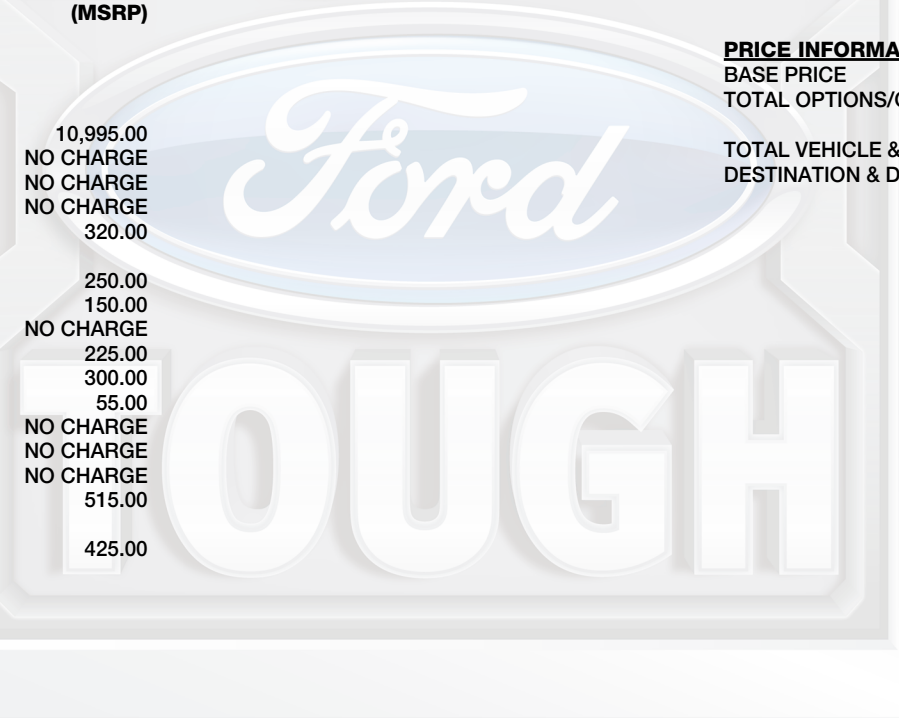 (MSRP)
10,995.00
NO CHARGE
NO CHARGE
NO CHARGE
320.00
250.00
150.00
NO CHARGE
225.00
300.00
55.00
NO CHARGE
NO CHARGE
NO CHARGE
515.00
425.00
PRICE INFORMA
BASE PRICE
TOTAL OPTIONS/
TOTAL VEHICLE &
DESTINATION & D
Ford
TOUGH